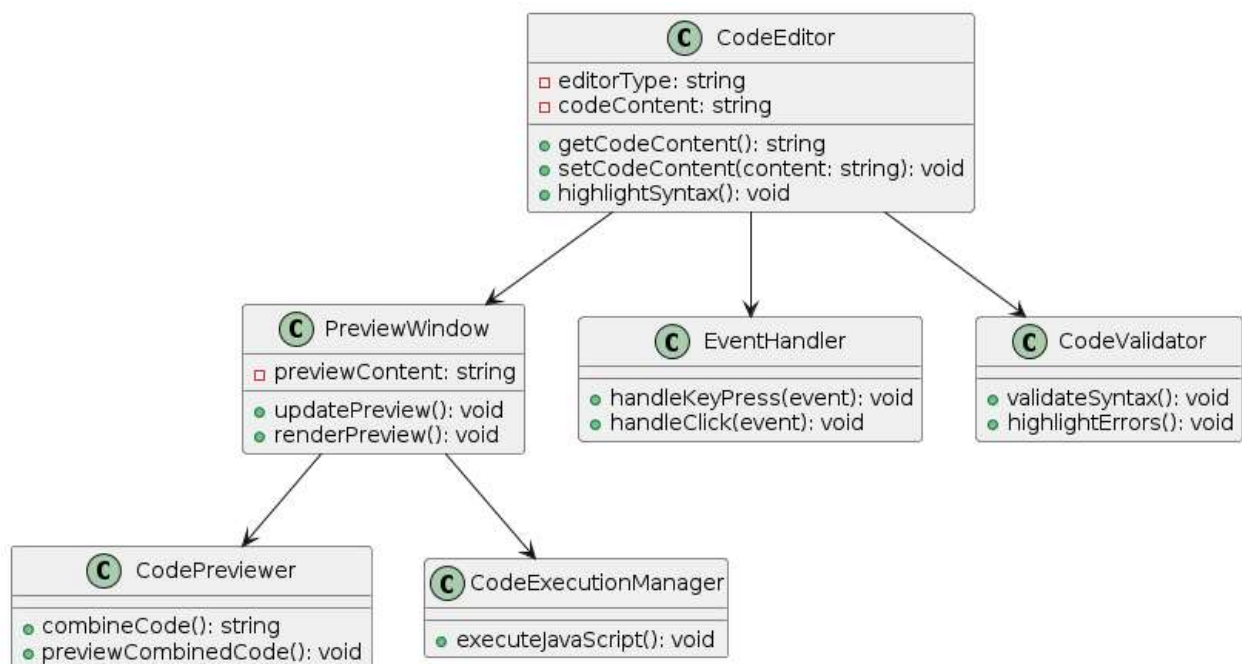 C CodeEditor
editorType: string
codeContent: string
getCodeContent(): string
setCodeContent(content: string): void
highlightSyntax(): void
C PreviewWindow
previewContent: string
updatePreview(): void
renderPreview(): void
C EventHandler
handleKeyPress(event): void
handleClick(event): void
C CodeValidator
validateSyntax(): void
highlightErrors(): void
C CodePreviewer
combineCode(): string
previewCombinedCode(): void
C CodeExecutionManager
executeJavaScript(): void